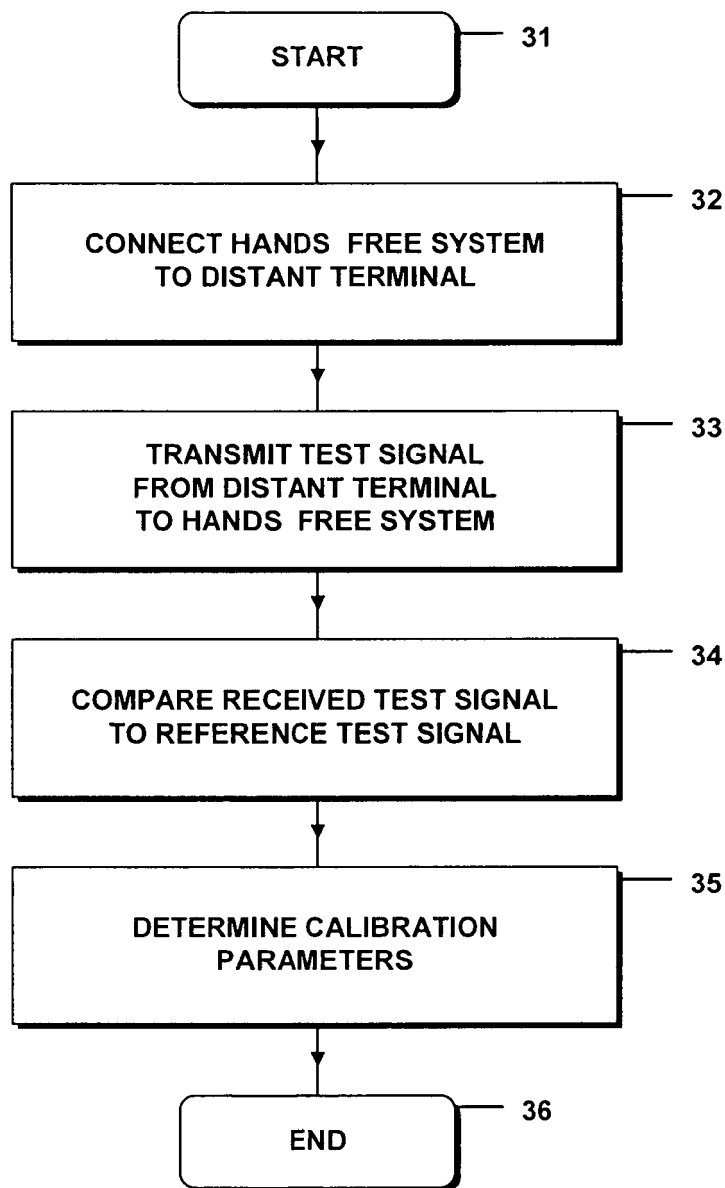 START
31
32
CONNECT HANDS FREE SYSTEM
TO DISTANT TERMINAL
33
TRANSMIT TEST SIGNAL
FROM DISTANT TERMINAL
TO HANDS FREE SYSTEM
34
COMPARE RECEIVED TEST SIGNAL
TO REFERENCE TEST SIGNAL
35
DETERMINE CALIBRATION
PARAMETERS
36
END